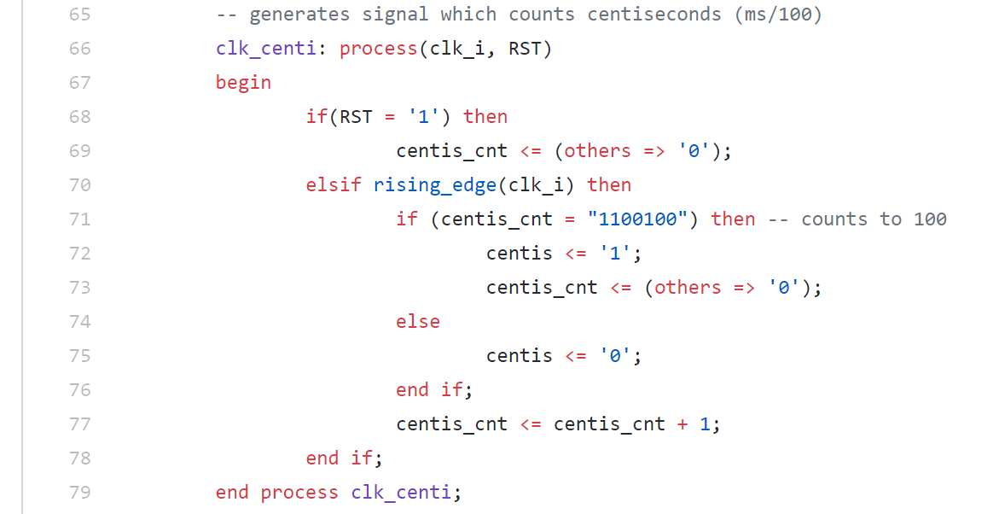 65 -- generates signal which counts centiseconds (ms/100)
66 clk_centi: process(clk_i, RST)
67 begin
68 if(RST = '1') then
69 centis_cnt <= (others => '0');
70 elsif rising_edge(clk_i) then
71 if (centis_cnt = "1100100") then -- counts to 100
72 centis <= '1';
73 centis_cnt <= (others => '0');
74 else
75 centis <= '0';
76 end if;
77 centis_cnt <= centis_cnt + 1;
78 end if;
79 end process clk_centi;